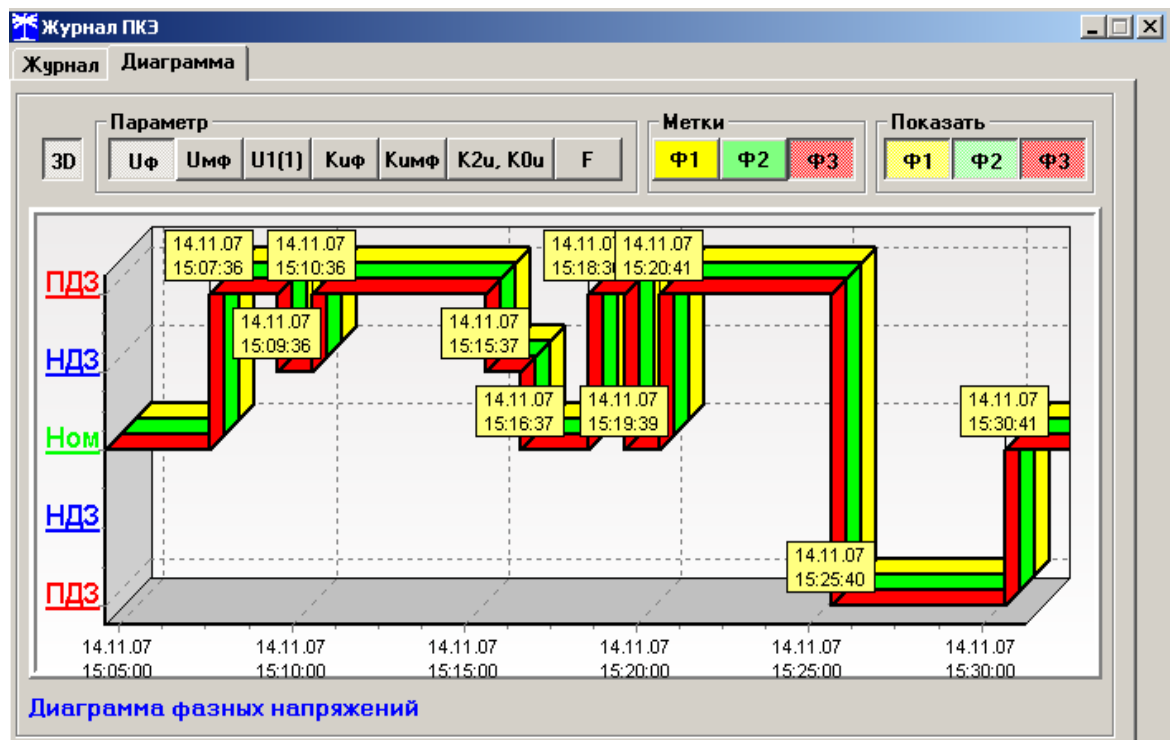 Журнал ПКЭ
Журнал Диаграмма
Параметр Метки Показать
3D Uф Uмф U1(1) Kuф Kuмф K2u, K0u F Ф1 Ф2 Ф3 Ф1 Ф2 Ф3
14.11.07 14.11.07 14.11.07 14.11.07
15:07:36 15:10:36 15:18:3 15:20:41
ПДЗ
14.11.07 14.11.07
15:09:36 15:15:37
НДЗ
14.11.07 14.11.07 14.11.07
15:16:37 15:19:39 15:30:41
Ном
НДЗ
14.11.07
15:25:40
ПДЗ
14.11.07 14.11.07 14.11.07 14.11.07 14.11.07 14.11.07
15:05:00 15:10:00 15:15:00 15:20:00 15:25:00 15:30:00
Диаграмма фазных напряжений